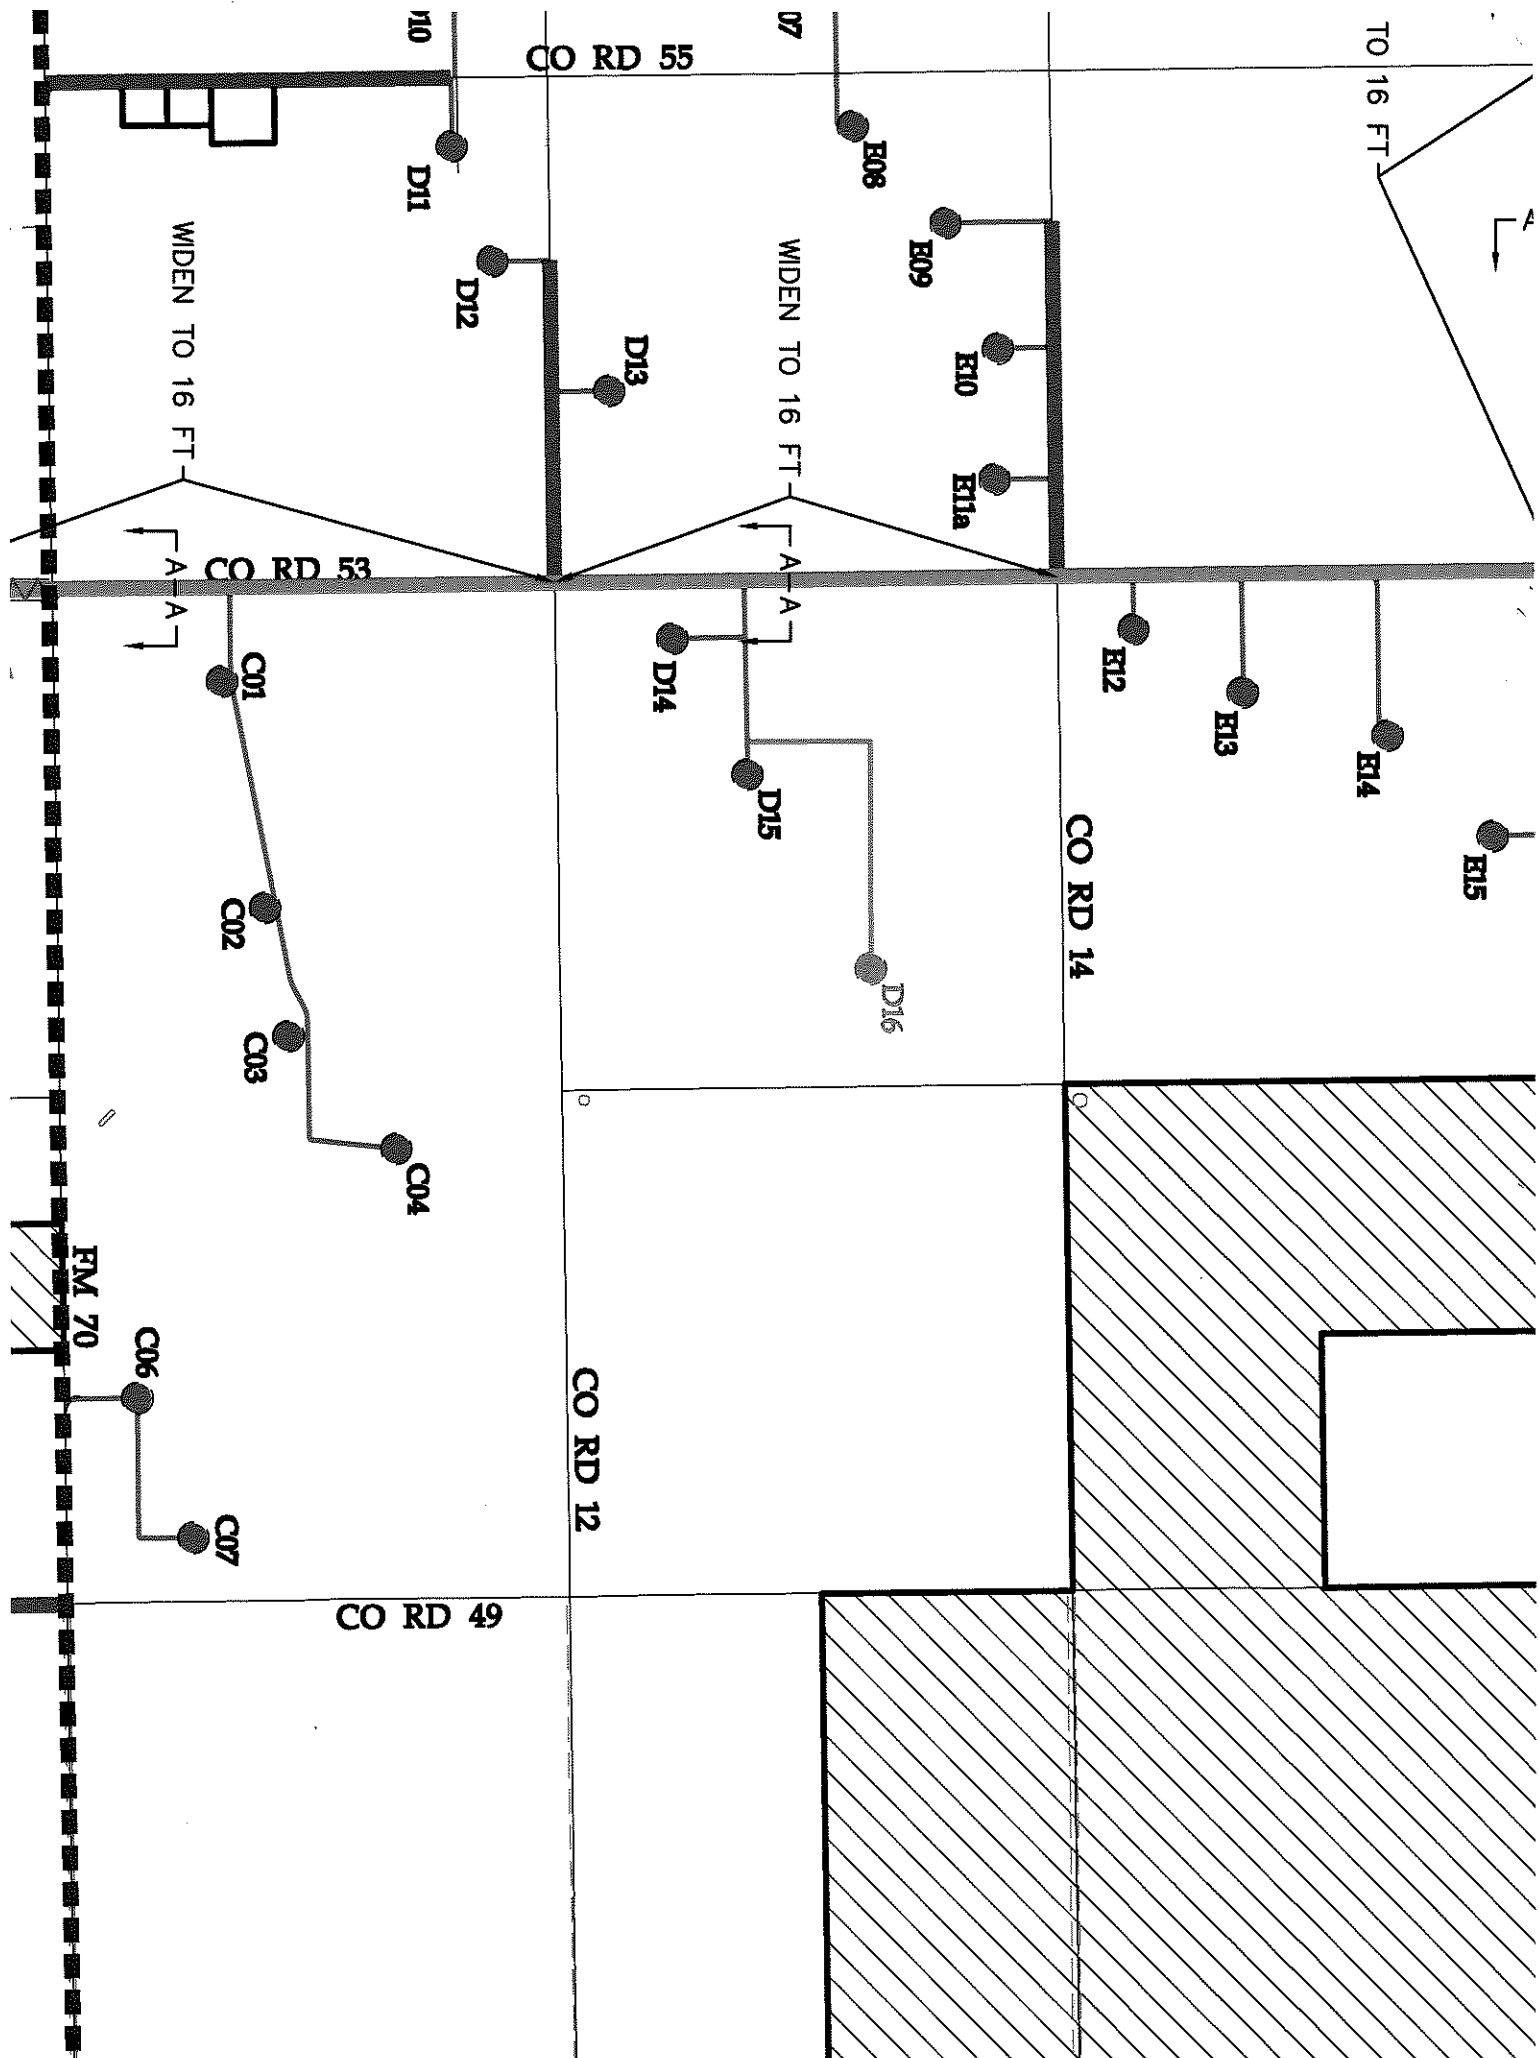 CO RD 55
07
TO 16 FT
E08
D11
A
E09
WIDEN TO 16 FT
WIDEN TO 16 FT
D12
D13
E10
E11a
A
A
CO RD 53
A
A
C01
D14
E12
E13
E14
D15
E15
CO RD 14
C02
D16
C03
C04
FM 70
C06
CO RD 12
C07
CO RD 49